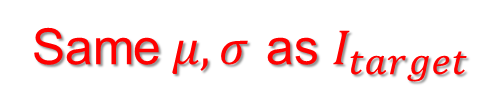 Same μ, σ as I_target